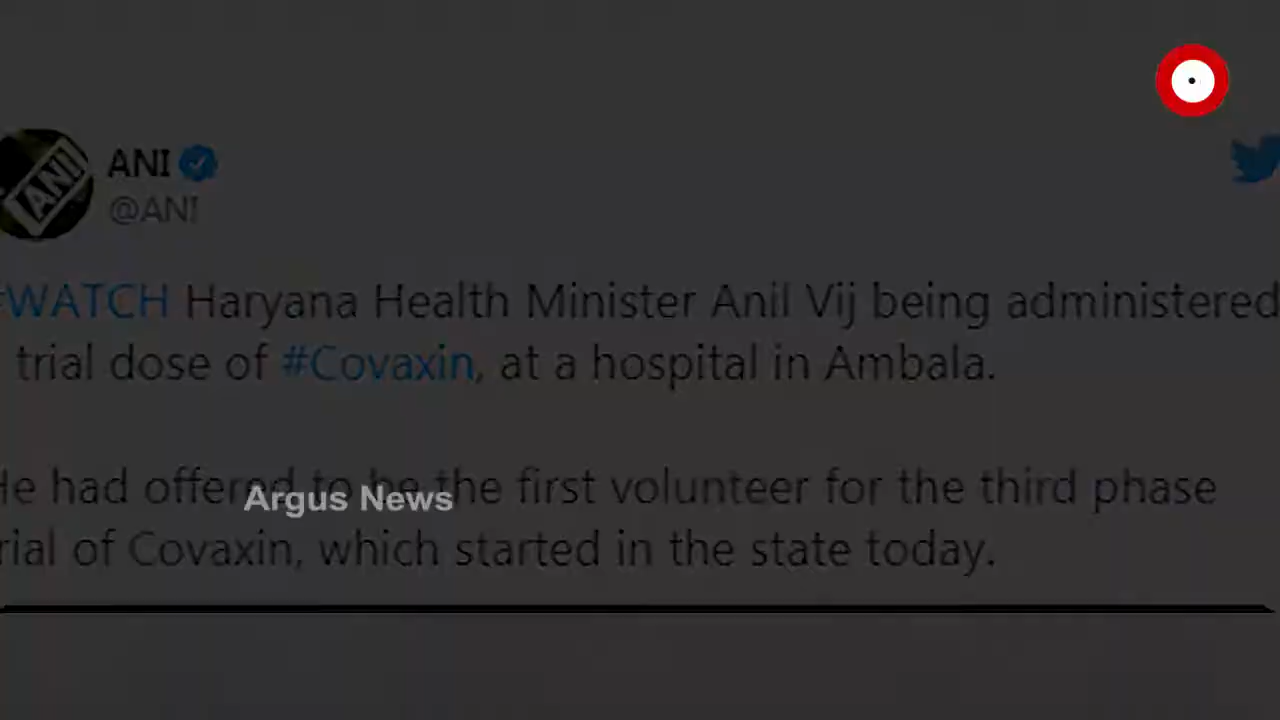 ANI
ANI
@ANI
#WATCH Haryana Health Minister Anil Vij being administered
trial dose of #Covaxin, at a hospital in Ambala.
He had offered to be the first volunteer for the third phase
trial of Covaxin, which started in the state today.
Argus News